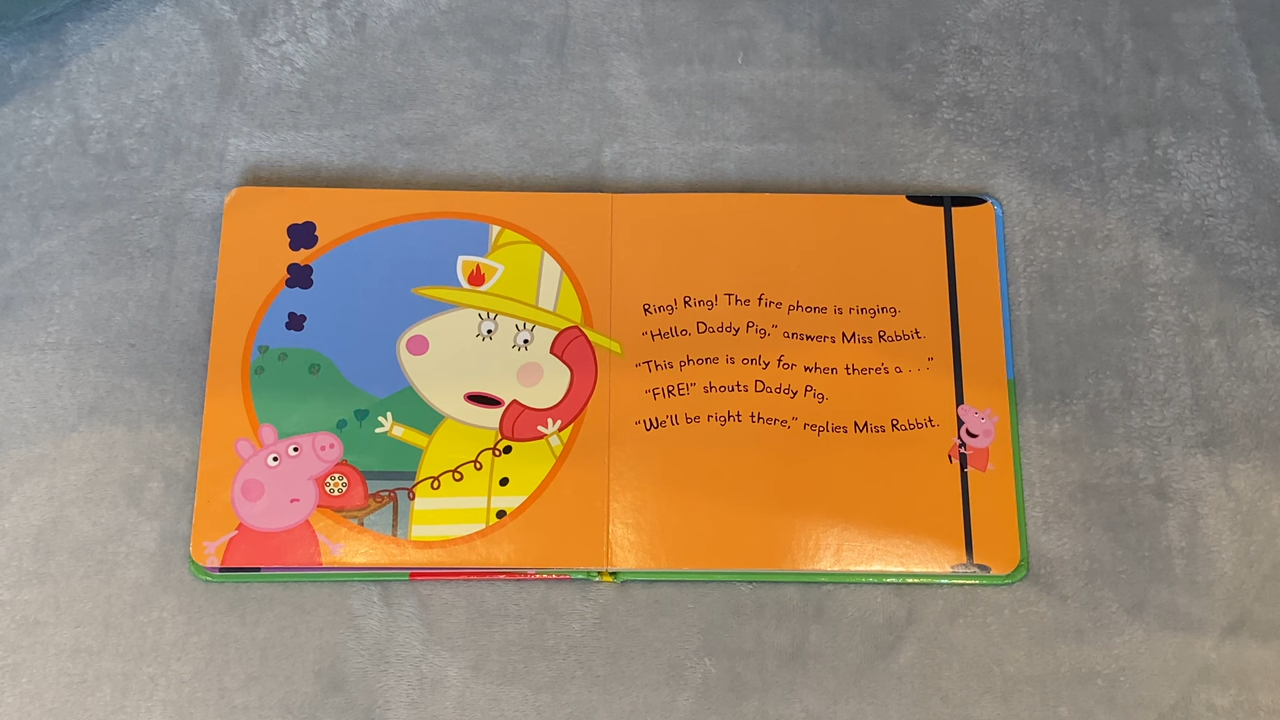 Ring! Ring! The fire phone is ringing.
“Hello, Daddy Pig,” answers Miss Rabbit.
“This phone is only for when there's a . . .”
“FIRE!” shouts Daddy Pig.
“We'll be right there,” replies Miss Rabbit.